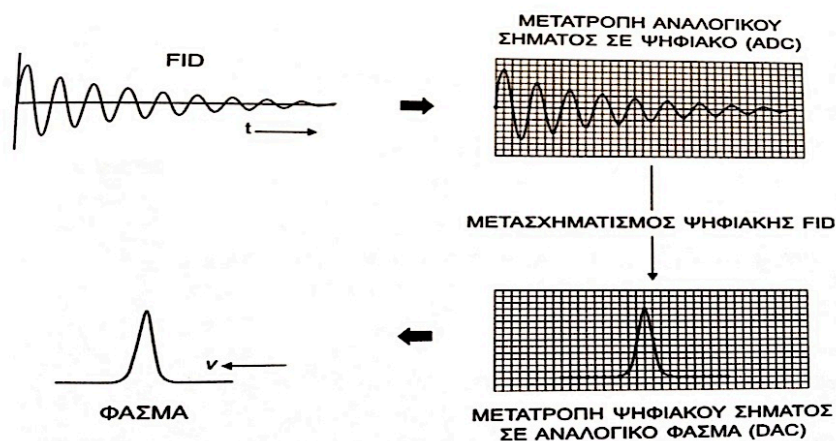 FID
t
ΜΕΤΑΤΡΟΠΗ ΑΝΑΛΟΓΙΚΟΥ
ΣΗΜΑΤΟΣ ΣΕ ΨΗΦΙΑΚΟ (ADC)
ΜΕΤΑΣΧΗΜΑΤΙΣΜΟΣ ΨΗΦΙΑΚΗΣ FID
ν
ΦΑΣΜΑ
ΜΕΤΑΤΡΟΠΗ ΨΗΦΙΑΚΟΥ ΣΗΜΑΤΟΣ
ΣΕ ΑΝΑΛΟΓΙΚΟ ΦΑΣΜΑ (DAC)